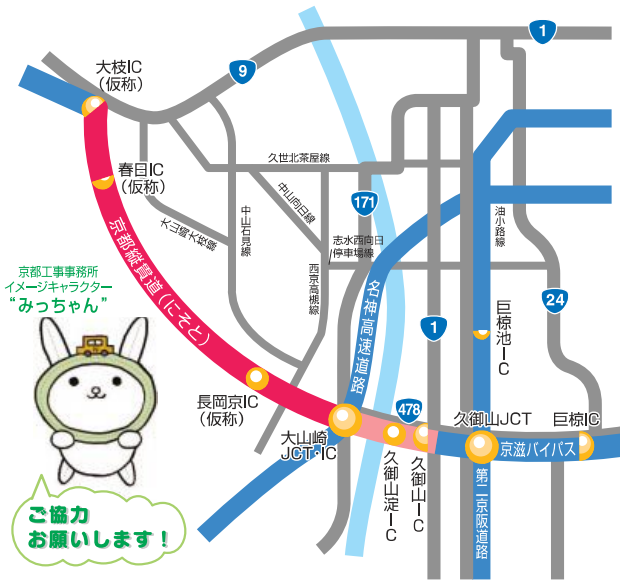 1
9
大枝IC
(仮称)
春日IC
(仮称)
久世北茶屋線
中山向日線
171
大山崎大枝線
中山石見線
志水西向日
停車場線
油小路線
京都縦貫道(にそと)
西京高槻線
名神高速道路
1
24
巨椋池IC
京都工事事務所
イメージキャラクター
“みっちゃん”
長岡京IC
(仮称)
478
大山崎
JCT・IC
久御山淀IC
久御山IC
久御山JCT
巨椋IC
京滋バイパス
第二京阪道路
ご協力
お願いします！